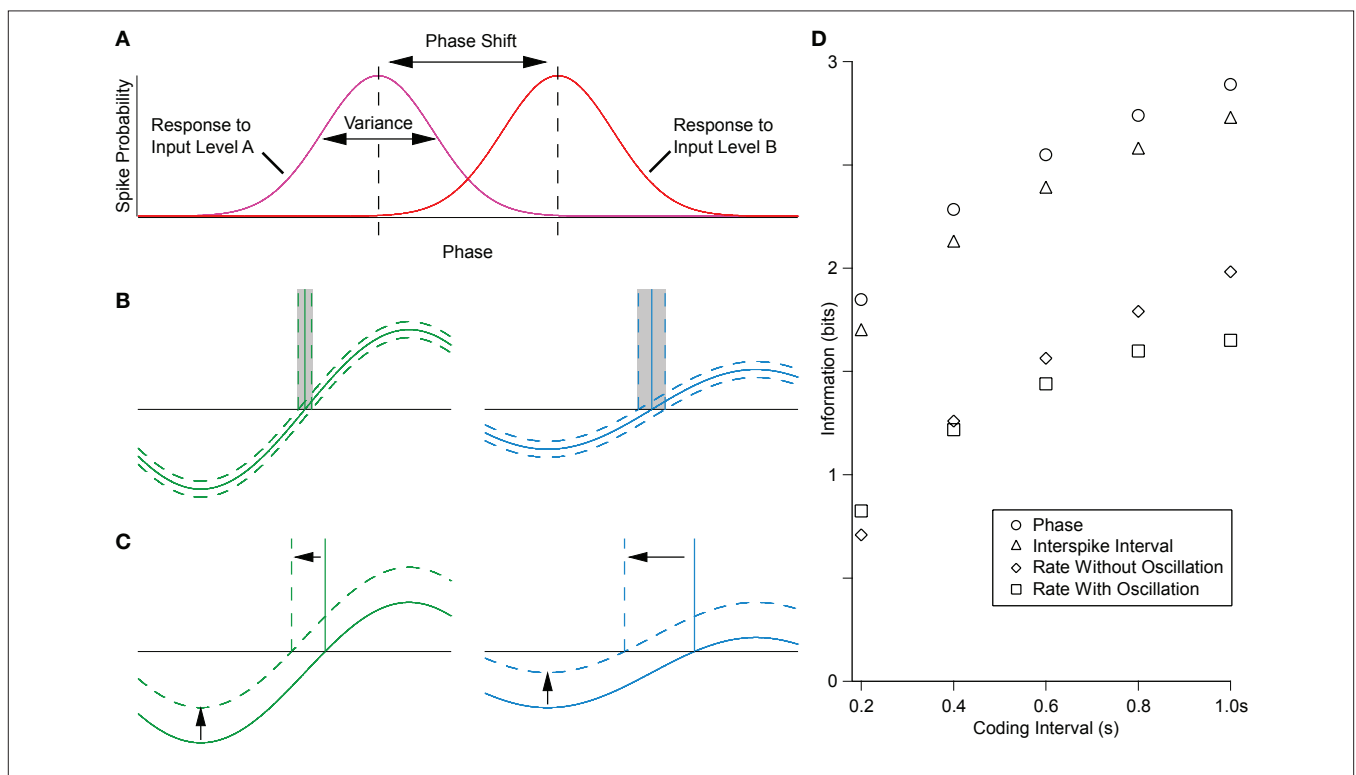 A
Phase Shift
Spike Probability
Response to
Input Level A
Variance
Response to
Input Level B
Phase
B
C
D
3
2
1
0
Information (bits)
0.2
0.4
0.6
0.8
1.0s
Coding Interval (s)
Phase
Interspike Interval
Rate Without Oscillation
Rate With Oscillation